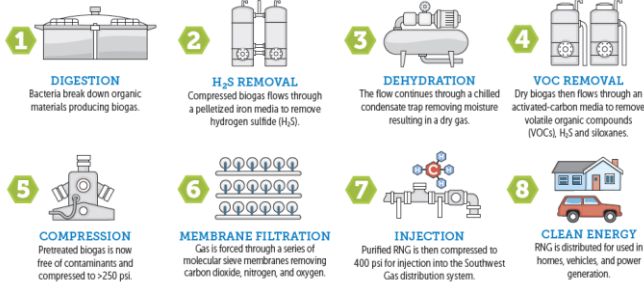 1
DIGESTION
Bacteria break down organic
materials producing biogas.
2
H₂S REMOVAL
Compressed biogas flows through
a pelletized iron media to remove
hydrogen sulfide (H₂S).
3
DEHYDRATION
The flow continues through a chilled
condensate trap removing moisture
resulting in a dry gas.
4
VOC REMOVAL
Dry biogas then flows through an
activated-carbon media to remove
volatile organic compounds
(VOCs), H₂S and siloxanes.
5
COMPRESSION
Pretreated biogas is now
free of contaminants and
compressed to >250 psi.
6
MEMBRANE FILTRATION
Gas is forced through a series of
molecular sieve membranes removing
carbon dioxide, nitrogen, and oxygen.
7
H
H
C
H
H
INJECTION
Purified RNG is then compressed to
400 psi for injection into the Southwest
Gas distribution system.
8
CLEAN ENERGY
RNG is distributed for used in
homes, vehicles, and power
generation.